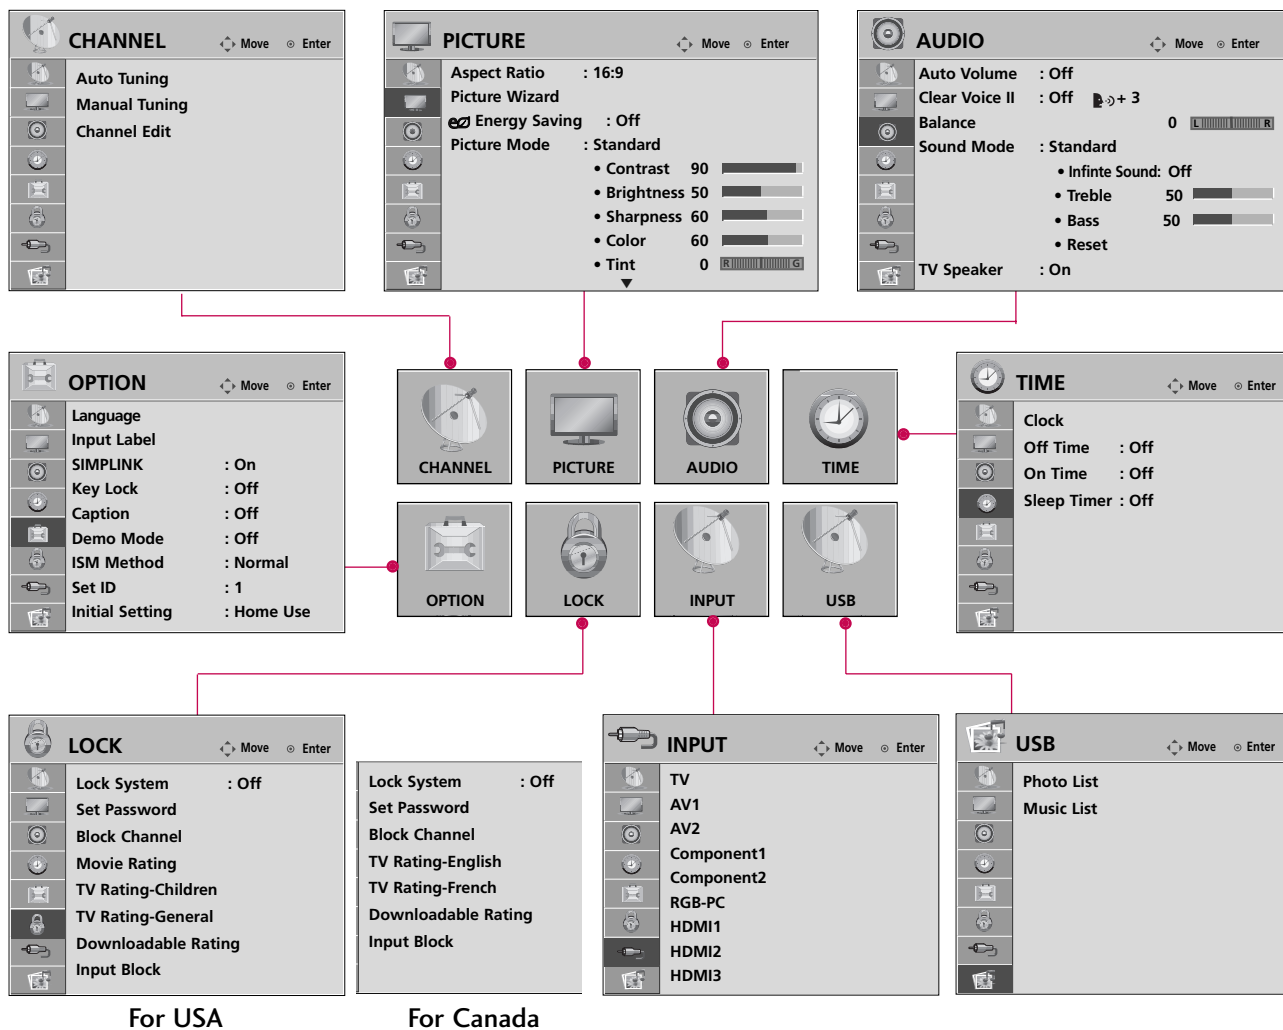 CHANNEL Move Enter
Auto Tuning
Manual Tuning
Channel Edit
PICTURE Move Enter
Aspect Ratio : 16:9
Picture Wizard
Energy Saving : Off
Picture Mode : Standard
• Contrast 90
• Brightness 50
• Sharpness 60
• Color 60
• Tint 0 R G
AUDIO Move Enter
Auto Volume : Off
Clear Voice II : Off + 3
Balance 0 L R
Sound Mode : Standard
• Infinte Sound: Off
• Treble 50
• Bass 50
• Reset
TV Speaker : On
OPTION Move Enter
Language
Input Label
SIMPLINK : On
Key Lock : Off
Caption : Off
Demo Mode : Off
ISM Method : Normal
Set ID : 1
Initial Setting : Home Use
CHANNEL
PICTURE
AUDIO
TIME
OPTION
LOCK
INPUT
USB
TIME Move Enter
Clock
Off Time : Off
On Time : Off
Sleep Timer : Off
LOCK Move Enter
Lock System : Off
Set Password
Block Channel
Movie Rating
TV Rating-Children
TV Rating-General
Downloadable Rating
Input Block
For USA
Lock System : Off
Set Password
Block Channel
TV Rating-English
TV Rating-French
Downloadable Rating
Input Block
For Canada
INPUT Move Enter
TV
AV1
AV2
Component1
Component2
RGB-PC
HDMI1
HDMI2
HDMI3
USB Move Enter
Photo List
Music List